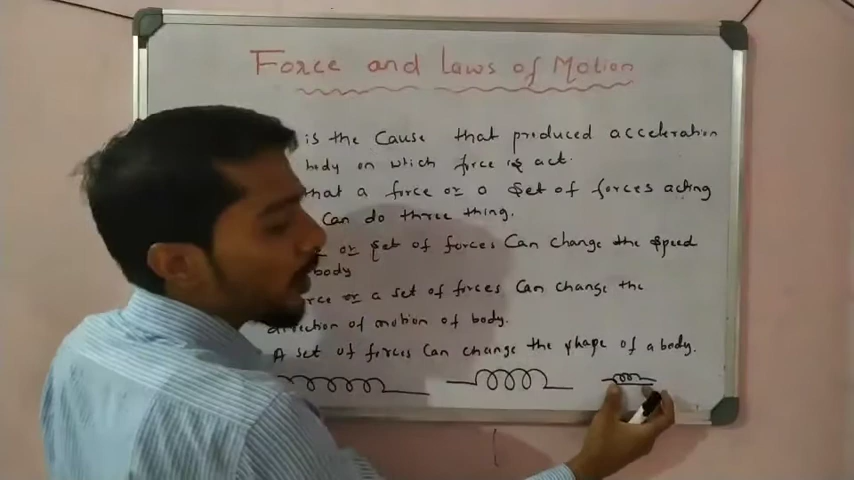 Force and Laws of Motion
is the Cause that produced acceleration
body on which force is act.
that a force or a set of forces acting
Can do three thing.
or set of forces Can change the speed
body
or a set of forces Can change the
direction of motion of body.
A set of forces Can change the shape of a body.